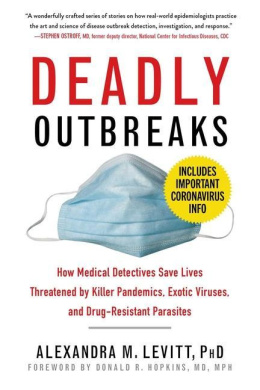 "A wonderfully crafted series of stories on how real-world epidemiologists practice
the art and science of disease outbreak detection, investigation, and response."
—STEPHEN OSTROFF, MD, former deputy director, National Center for Infectious Diseases, CDC
DEADLY
OUTBREAKS
INCLUDES
IMPORTANT
CORONAVIRUS
INFO
How Medical Detectives Save Lives
Threatened by Killer Pandemics, Exotic Viruses,
and Drug-Resistant Parasites
ALEXANDRA M. LEVITT, PHD
FOREWORD BY DONALD R. HOPKINS, MD, MPH